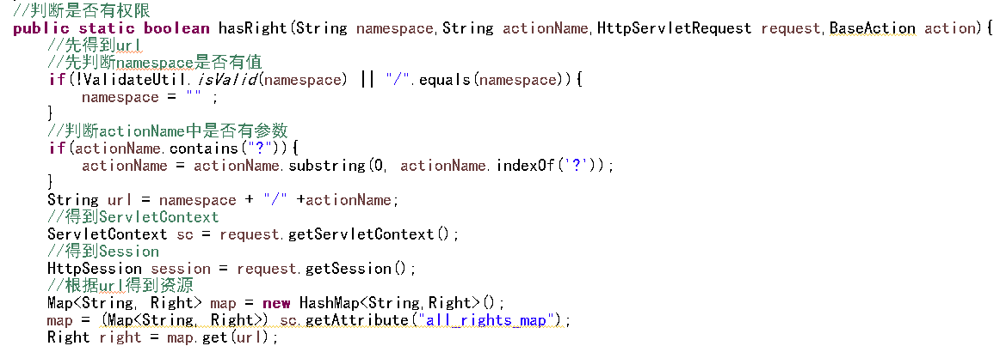 //判断是否有权限
public static boolean hasRight(String namespace,String actionName,HttpServletRequest request,BaseAction action){
//先得到url
//先判断namespace是否有值
if(!ValidateUtil.isValid(namespace) || "/".equals(namespace)){
namespace = "" ;
}
//判断actionName中是否有参数
if(actionName.contains("?")){
actionName = actionName.substring(0, actionName.indexOf('?'));
}
String url = namespace + "/" +actionName;
//得到ServletContext
ServletContext sc = request.getServletContext();
//得到Session
HttpSession session = request.getSession();
//根据url得到资源
Map<String, Right> map = new HashMap<String,Right>();
map = (Map<String, Right>) sc.getAttribute("all_rights_map");
Right right = map.get(url);